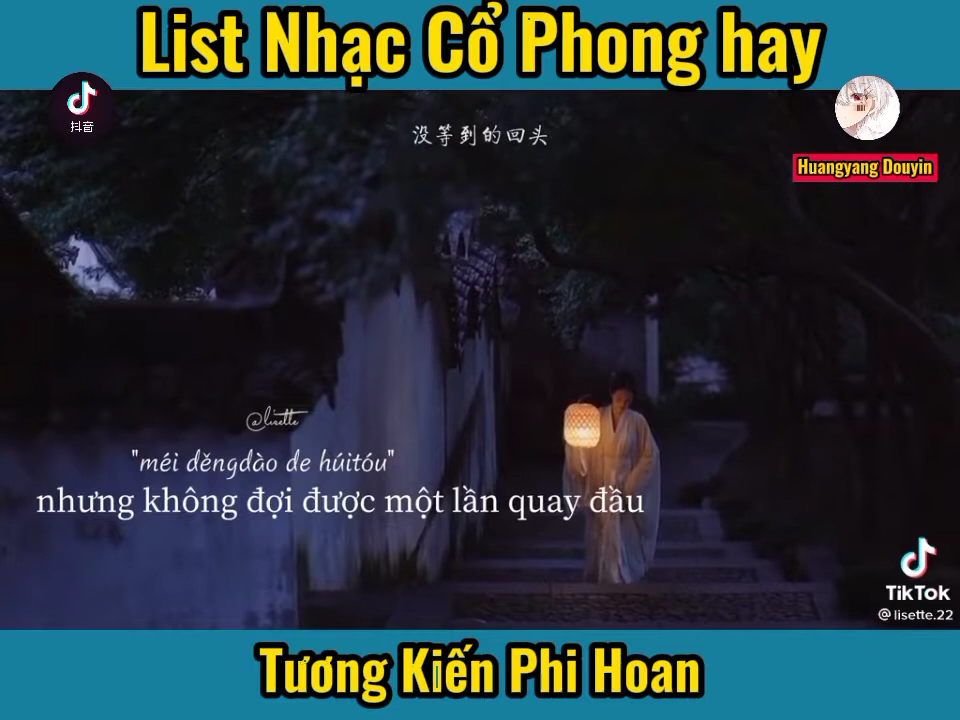 List Nhạc Cổ Phong hay
抖音
没等到的回头
Huangyang Douyin
@lisette
"méi děngdào de húitóu"
nhưng không đợi được một lần quay đầu
TikTok
@lisette.22
Tương Kiến Phi Hoan